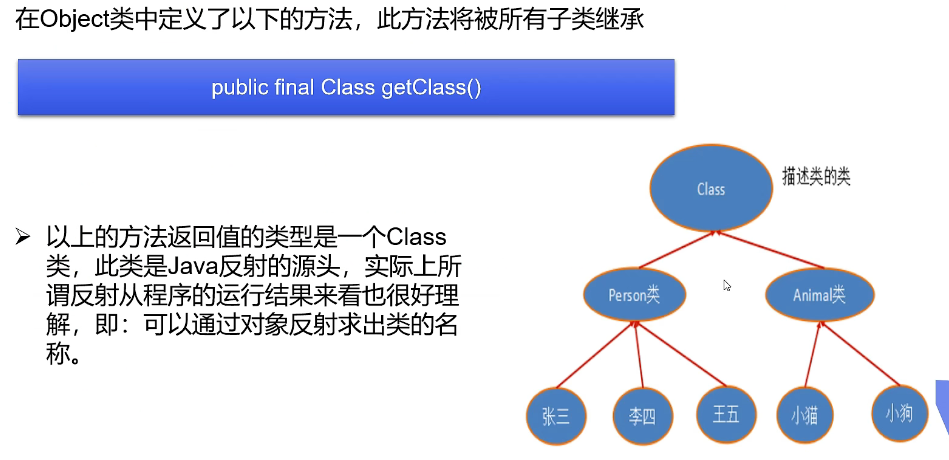 在Object类中定义了以下的方法，此方法将被所有子类继承
public final Class getClass()
Class
描述类的类
以上的方法返回值的类型是一个Class
类，此类是Java反射的源头，实际上所
谓反射从程序的运行结果来看也很好理
解，即：可以通过对象反射求出类的名
称。
Person类
Animal类
张三
李四
王五
小猫
小狗